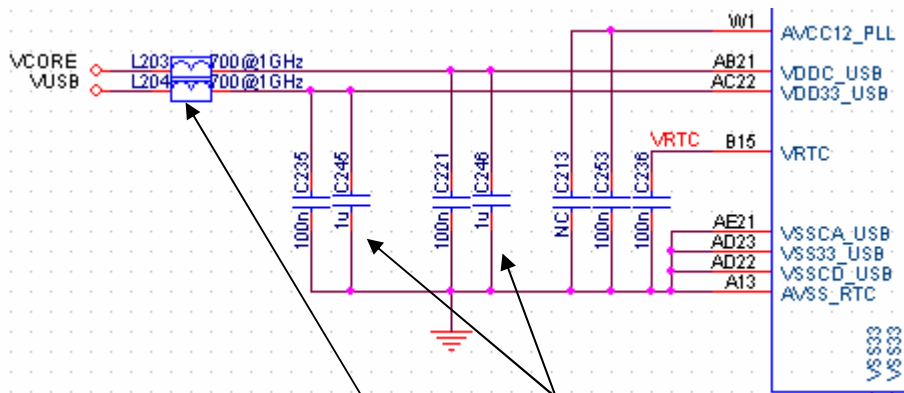 W1
AVCC12_PLL
VCORE
L203
700@1GHz
AB21
VDDC_USB
VUSB
L204
700@1GHz
AC22
VDD33_USB
VRTC
B15
VRTC
C235
100n
C245
1u
C221
100n
C246
1u
C213
NC
C253
100n
C236
100n
AE21
VSSCA_USB
AD23
VSS33_USB
AD22
VSSCD_USB
A13
AVSS_RTC
VSS33
VSS33